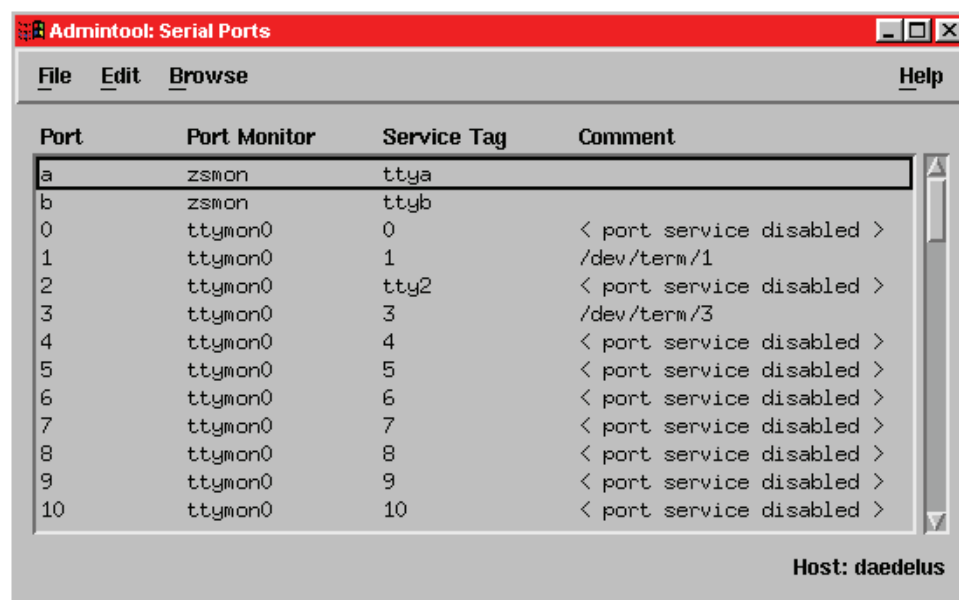 Admintool: Serial Ports
File Edit Browse Help
Port Port Monitor Service Tag Comment
a zsmon ttya
b zsmon ttyb
0 ttymon0 0 < port service disabled >
1 ttymon0 1 /dev/term/1
2 ttymon0 tty2 < port service disabled >
3 ttymon0 3 /dev/term/3
4 ttymon0 4 < port service disabled >
5 ttymon0 5 < port service disabled >
6 ttymon0 6 < port service disabled >
7 ttymon0 7 < port service disabled >
8 ttymon0 8 < port service disabled >
9 ttymon0 9 < port service disabled >
10 ttymon0 10 < port service disabled >
Host: daedelus